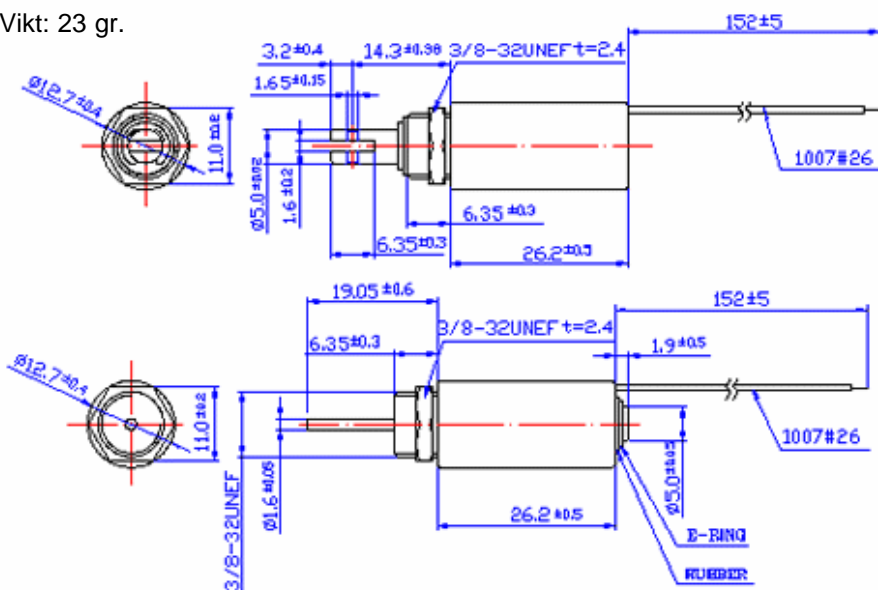 Vikt: 23 gr.
152±5
3.2±0.4
14.3±0.38
3/8-32UNEF t=2.4
1.65±0.15
Ø12.7±0.4
11.0±0.2
Ø5.0±0.02
1.6±0.2
1007#26
6.35±0.3
6.35±0.3
26.2±0.5
19.05±0.6
152±5
3/8-32UNEF t=2.4
6.35±0.3
1.9±0.5
Ø12.7±0.4
11.0±0.2
3/8-32UNEF
Ø1.6±0.05
1007#26
Ø5.0±0.05
26.2±0.5
E-RING
RUBBER